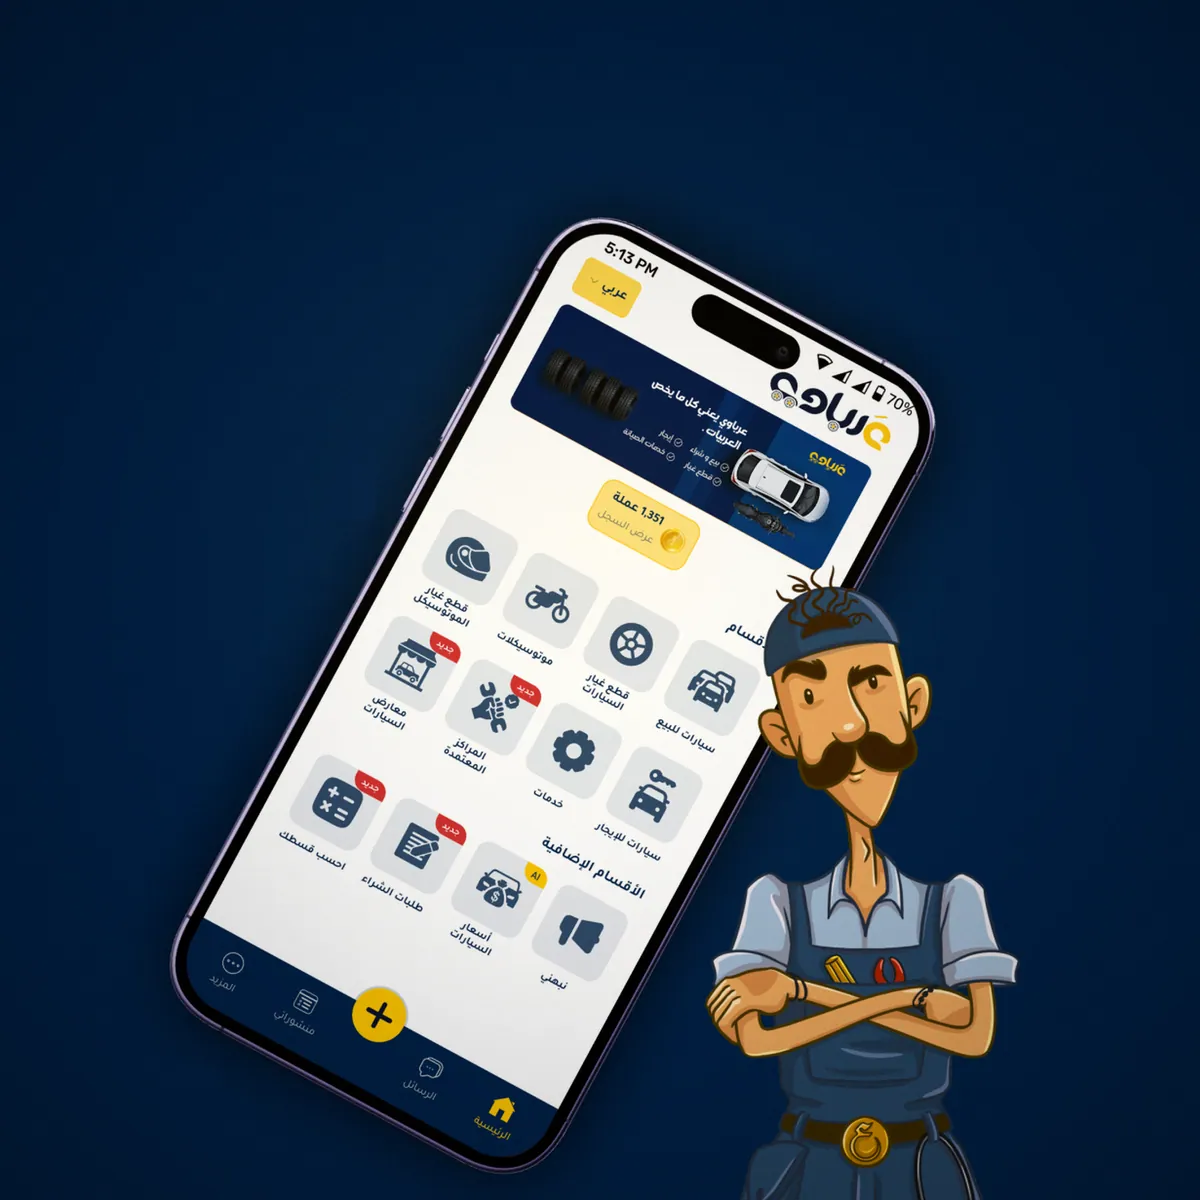 5:13 PM
70%
عربي
عرباوي
عرباوي
عرباوي يعني كل ما يخص
العربيات .
بيع و شراء
إيجار
قطع غيار
خدمات الصيانة
1,351 عملة
عرض السجل
قسام
سيارات للبيع
قطع غيار
السيارات
موتوسيكلات
قطع غيار
الموتوسيكل
سيارات للإيجار
خدمات
جديد
المراكز
المعتمدة
جديد
معارض
السيارات
الأقسام الإضافية
نبهني
AI
أسعار
السيارات
جديد
طلبات الشراء
جديد
احسب قسطك
الرئيسية
الرسائل
منشوراتي
المزيد